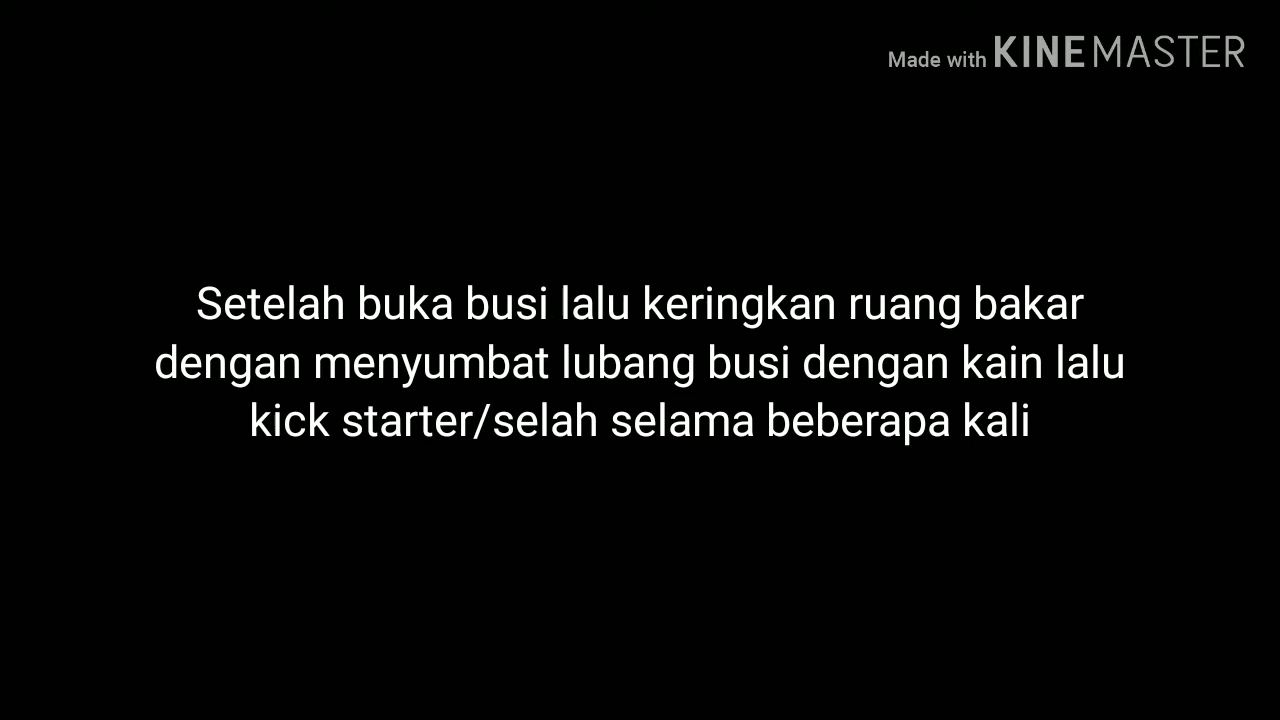 Made with KINEMASTER
Setelah buka busi lalu keringkan ruang bakar
dengan menyumbat lubang busi dengan kain lalu
kick starter/selah selama beberapa kali